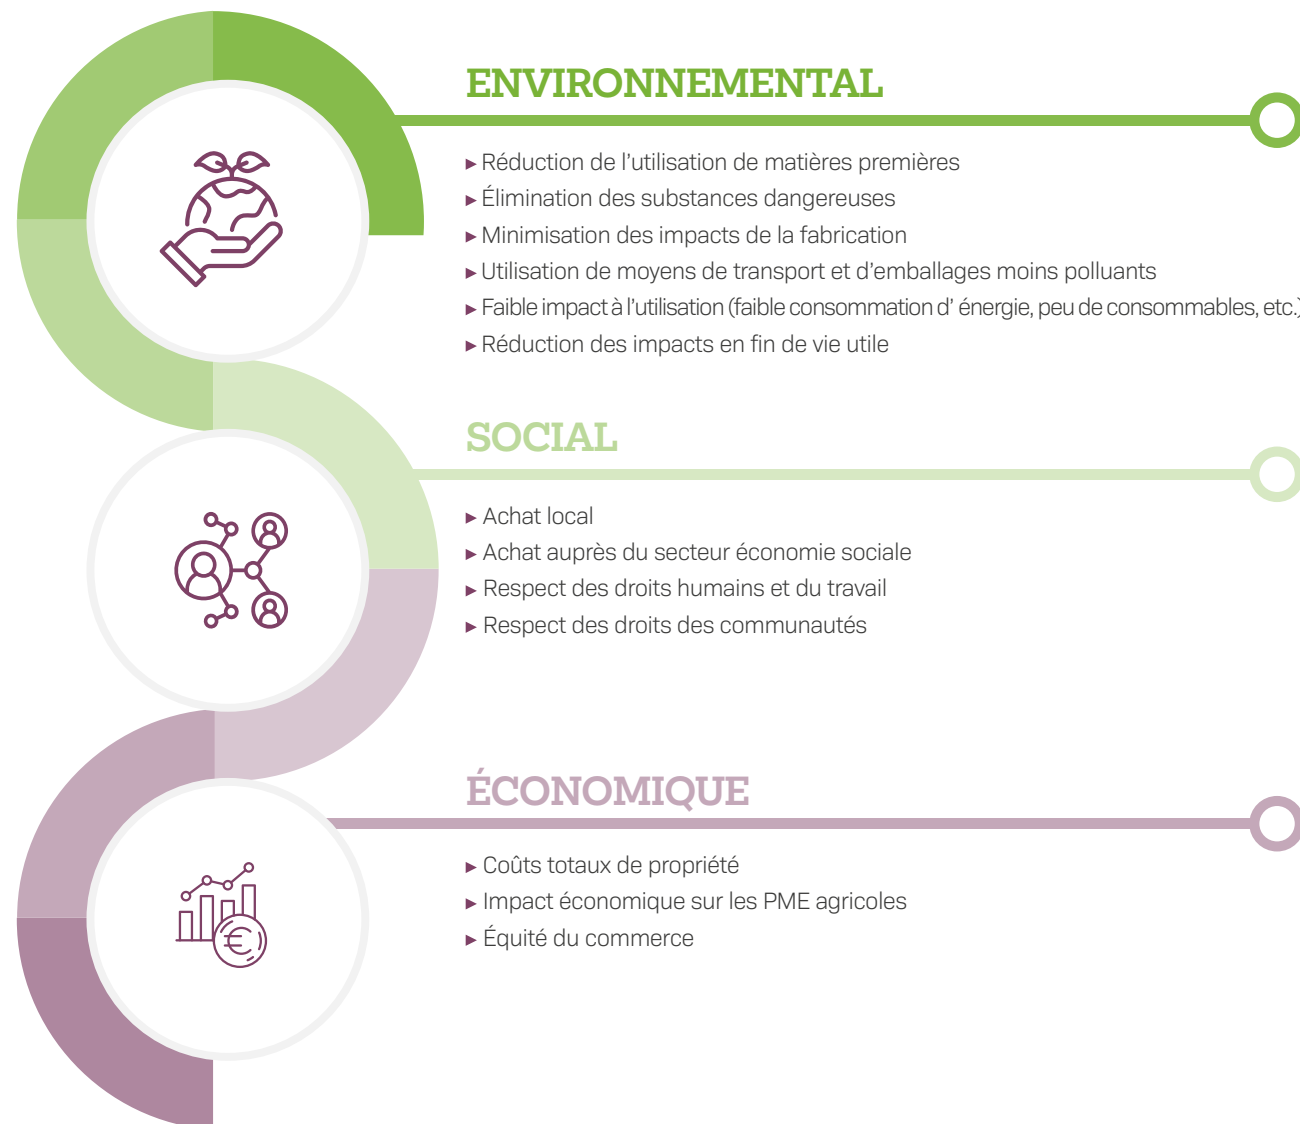 ENVIRONNEMENTAL
▸ Réduction de l’utilisation de matières premières
▸ Élimination des substances dangereuses
▸ Minimisation des impacts de la fabrication
▸ Utilisation de moyens de transport et d’emballages moins polluants
▸ Faible impact à l’utilisation (faible consommation d’ énergie, peu de consommables, etc.)
▸ Réduction des impacts en fin de vie utile
SOCIAL
▸ Achat local
▸ Achat auprès du secteur économie sociale
▸ Respect des droits humains et du travail
▸ Respect des droits des communautés
ÉCONOMIQUE
▸ Coûts totaux de propriété
▸ Impact économique sur les PME agricoles
▸ Équité du commerce